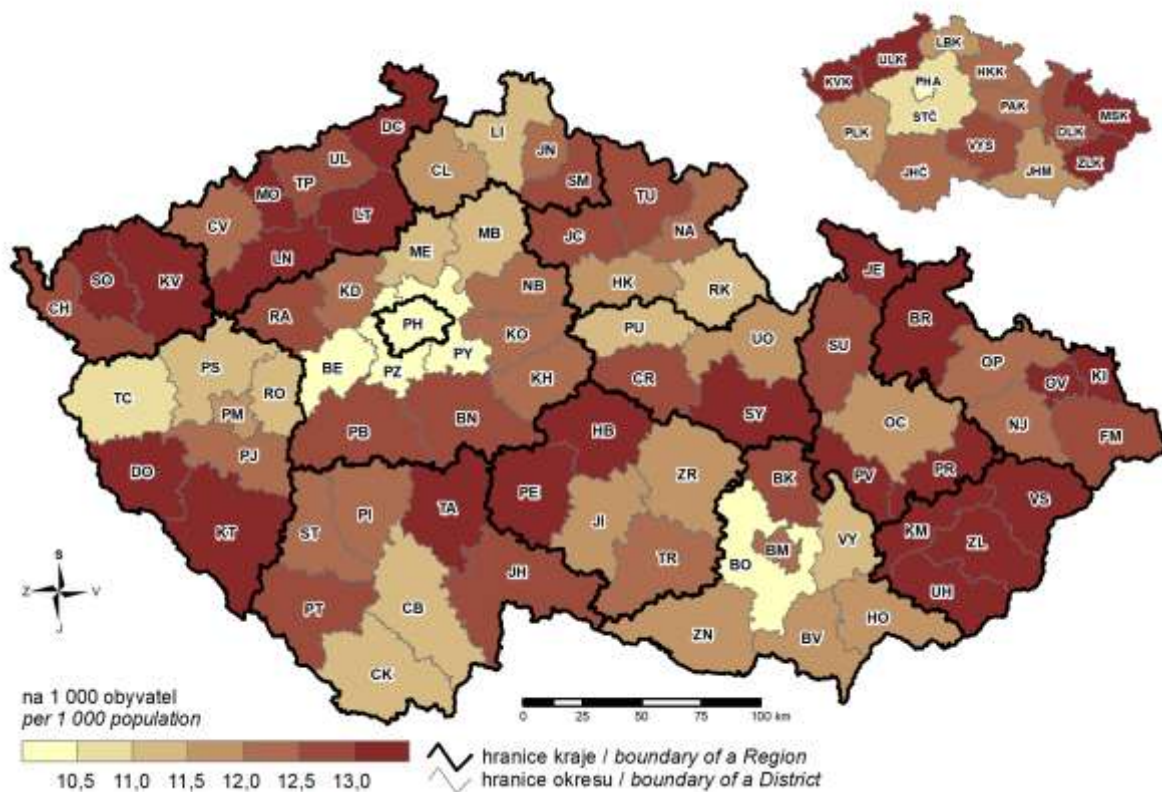 LBK
ULK
HKK
KVK
PHA
PAK
MSK
STČ
PLK
OLK
VYS
ZLK
JHČ
JHM
DC
LI
UL
JN
CL
TP
SM
MO
TU
LT
CV
MB
JC
NA
ME
LN
SO
KV
JE
HK
NB
KD
RK
CH
RA
BR
PH
PU
KO
UO
SU
OP
PS
BE
PY
PZ
OV
KI
TC
RO
KH
CR
PM
SY
OC
NJ
BN
PB
HB
FM
PJ
DO
PR
ZR
BK
PV
VS
PE
TA
PI
KM
KT
ST
JI
VY
ZL
BM
TR
BO
JH
UH
PT
CB
HO
ZN
BV
CK
S
Z V
J
na 1 000 obyvatel
per 1 000 population
10,5 11,0 11,5 12,0 12,5 13,0
0 25 50 75 100 km
hranice kraje / boundary of a Region
hranice okresu / boundary of a District